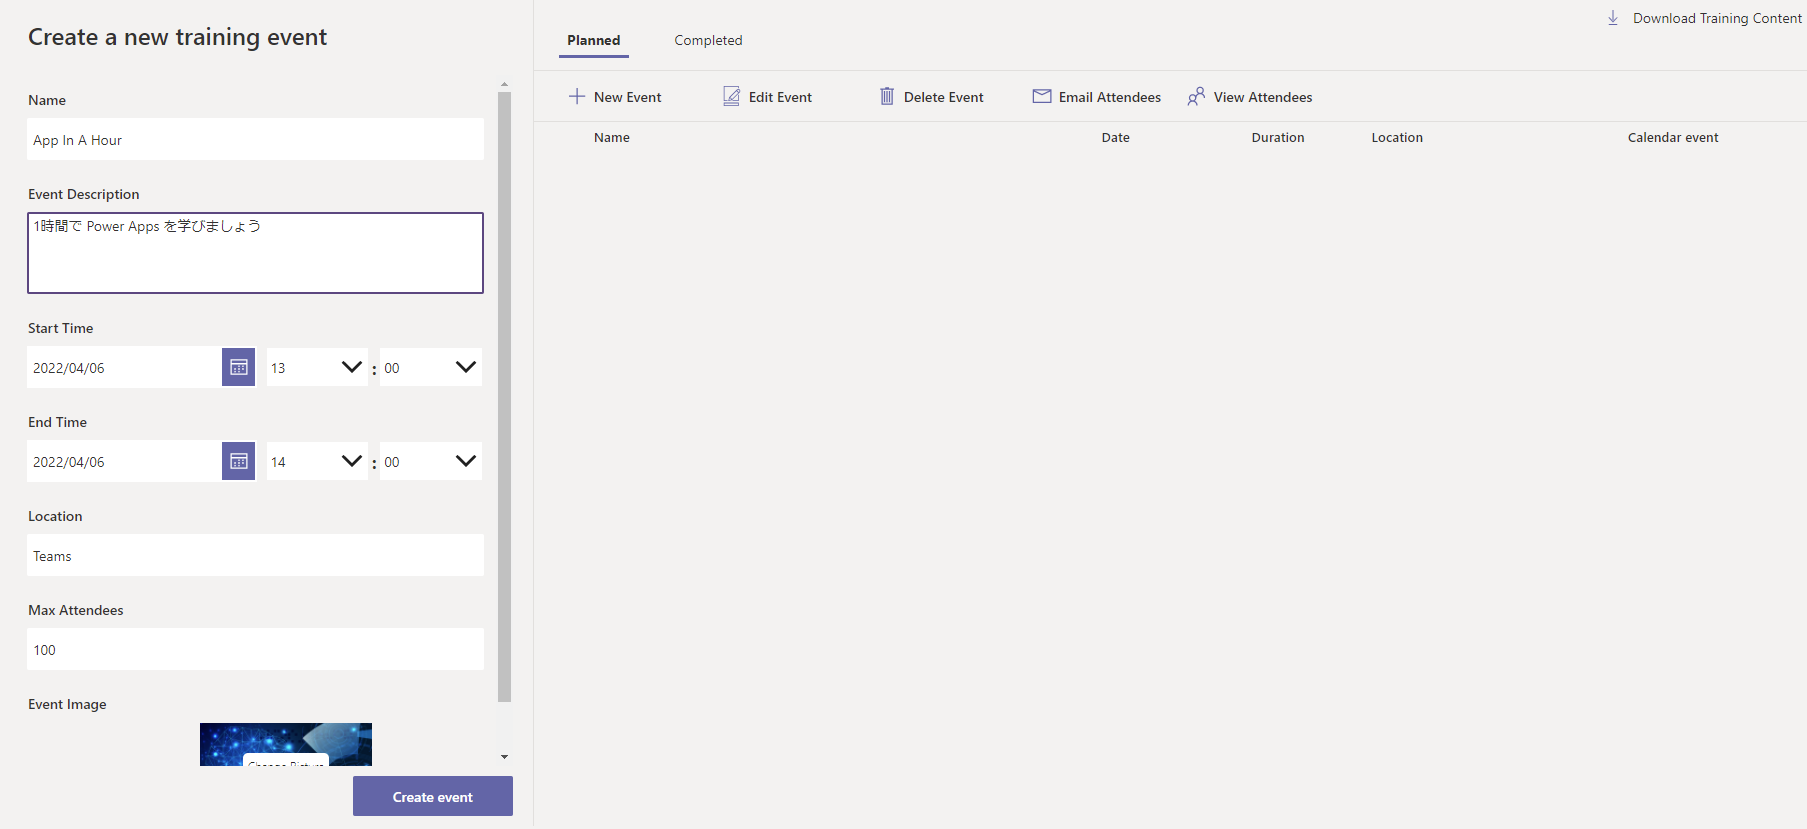 Create a new training event
Name
App In A Hour
Event Description
1時間で Power Apps を学びましょう
Start Time
2022/04/06 13 : 00
End Time
2022/04/06 14 : 00
Location
Teams
Max Attendees
100
Event Image
Change Picture
Create event
Download Training Content
Planned Completed
New Event Edit Event Delete Event Email Attendees View Attendees
Name Date Duration Location Calendar event